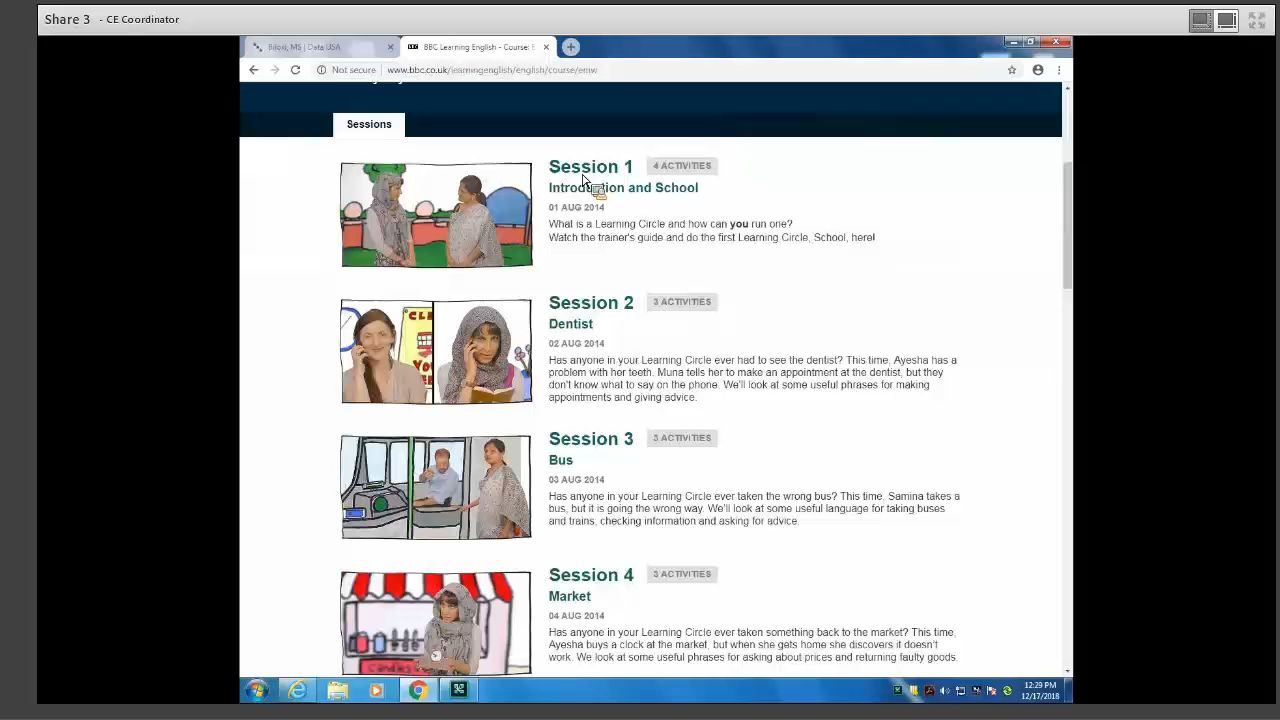 Share 3 - CE Coordinator
Biloxi, MS | Data USA
BBC Learning English - Course: E
Not secure
www.bbc.co.uk/learningenglish/english/course/emw
Sessions
Session 1 4 ACTIVITIES
Introduction and School
01 AUG 2014
What is a Learning Circle and how can you run one?
Watch the trainer's guide and do the first Learning Circle, School, here!
Session 2 3 ACTIVITIES
Dentist
02 AUG 2014
Has anyone in your Learning Circle ever had to see the dentist? This time, Ayesha has a
problem with her teeth. Muna tells her to make an appointment at the dentist, but they
don't know what to say on the phone. We'll look at some useful phrases for making
appointments and giving advice.
Session 3 3 ACTIVITIES
Bus
03 AUG 2014
Has anyone in your Learning Circle ever taken the wrong bus? This time, Samina takes a
bus, but it is going the wrong way. We'll look at some useful language for taking buses
and trains, checking information and asking for advice.
Session 4 3 ACTIVITIES
Market
04 AUG 2014
Has anyone in your Learning Circle ever taken something back to the market? This time,
Ayesha buys a clock at the market, but when she gets home she discovers it doesn't
work. We look at some useful phrases for asking about prices and returning faulty goods.
12:29 PM
12/17/2018